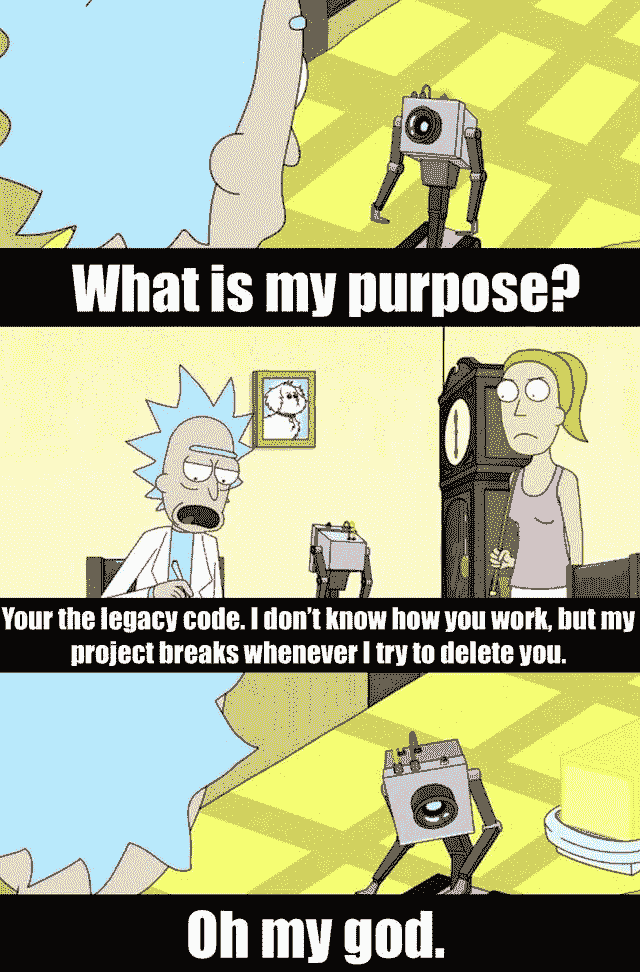 What is my purpose?
Your the legacy code. I don't know how you work, but my
project breaks whenever I try to delete you.
Oh my god.